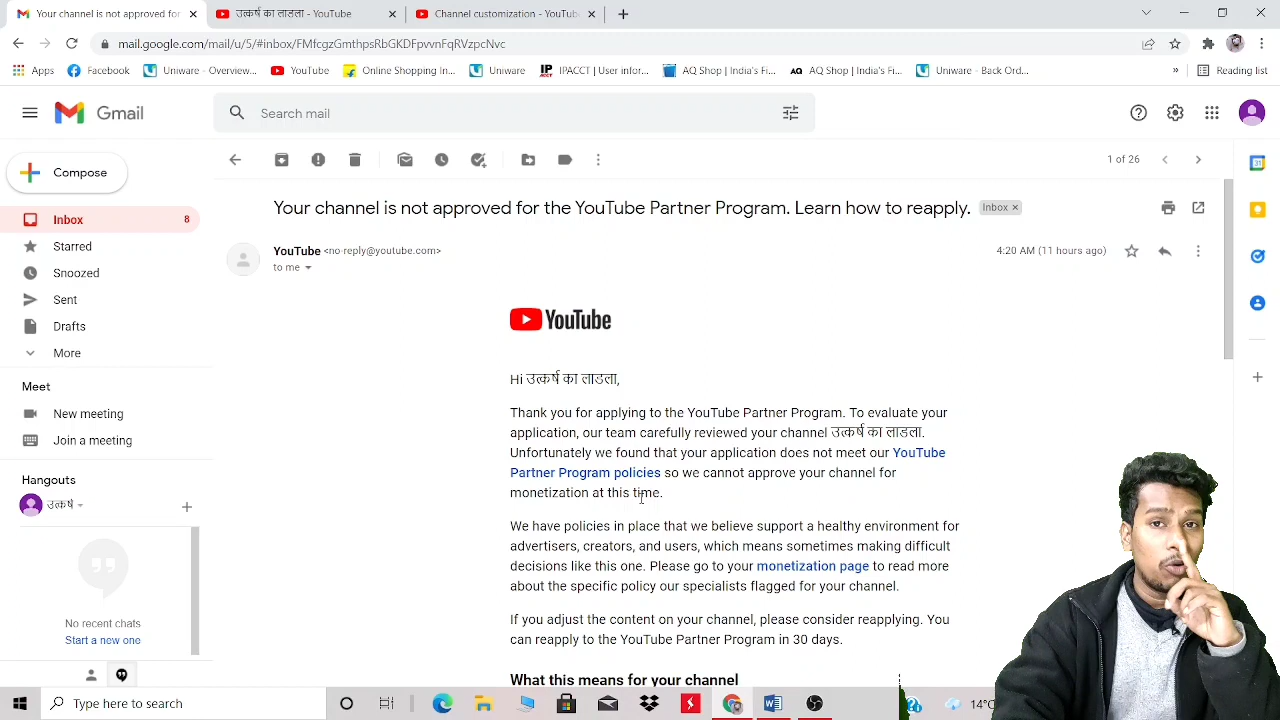 Your channel is not approved for
उत्कर्ष का लाडला - YouTube
Channel customization - YouTub
mail.google.com/mail/u/5/#inbox/FMfcgzGmthpsRbGKDFpvvnFqRVzpcNvc
Apps
Facebook
Uniware - Overview...
YouTube
Online Shopping In...
Uniware
IPACCT | User infor...
AQ Shop | India's Fi...
AQ Shop | India's Fi...
Uniware - Back Ord...
»
Reading list
Gmail
Search mail
Compose
1 of 26
Inbox 8
Starred
Snoozed
Sent
Drafts
More
Meet
New meeting
Join a meeting
Hangouts
उत्कर्ष
No recent chats
Start a new one
Your channel is not approved for the YouTube Partner Program. Learn how to reapply.
Inbox ×
YouTube <no-reply@youtube.com>
4:20 AM (11 hours ago)
to me
YouTube
Hi उत्कर्ष का लाडला,
Thank you for applying to the YouTube Partner Program. To evaluate your
application, our team carefully reviewed your channel उत्कर्ष का लाडला.
Unfortunately we found that your application does not meet our YouTube
Partner Program policies so we cannot approve your channel for
monetization at this time.
We have policies in place that we believe support a healthy environment for
advertisers, creators, and users, which means sometimes making difficult
decisions like this one. Please go to your monetization page to read more
about the specific policy our specialists flagged for your channel.
If you adjust the content on your channel, please consider reapplying. You
can reapply to the YouTube Partner Program in 30 days.
What this means for your channel
Type here to search
14°C